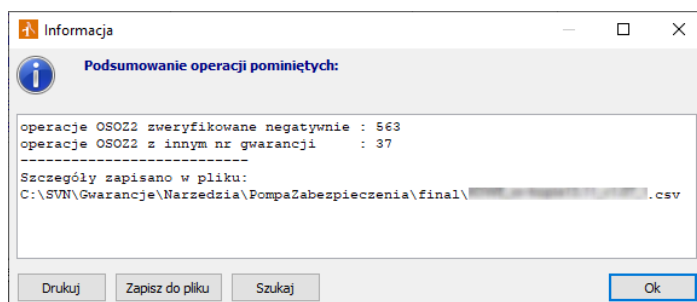 Informacja
Podsumowanie operacji pominiętych:
operacje OSOZ2 zweryfikowane negatywnie : 563
operacje OSOZ2 z innym nr gwarancji     : 37
---------------------------
Szczegóły zapisano w pliku:
C:\SVN\Gwarancje\Narzedzia\PompaZabezpieczenia\final\ .csv
Drukuj Zapisz do pliku Szukaj Ok